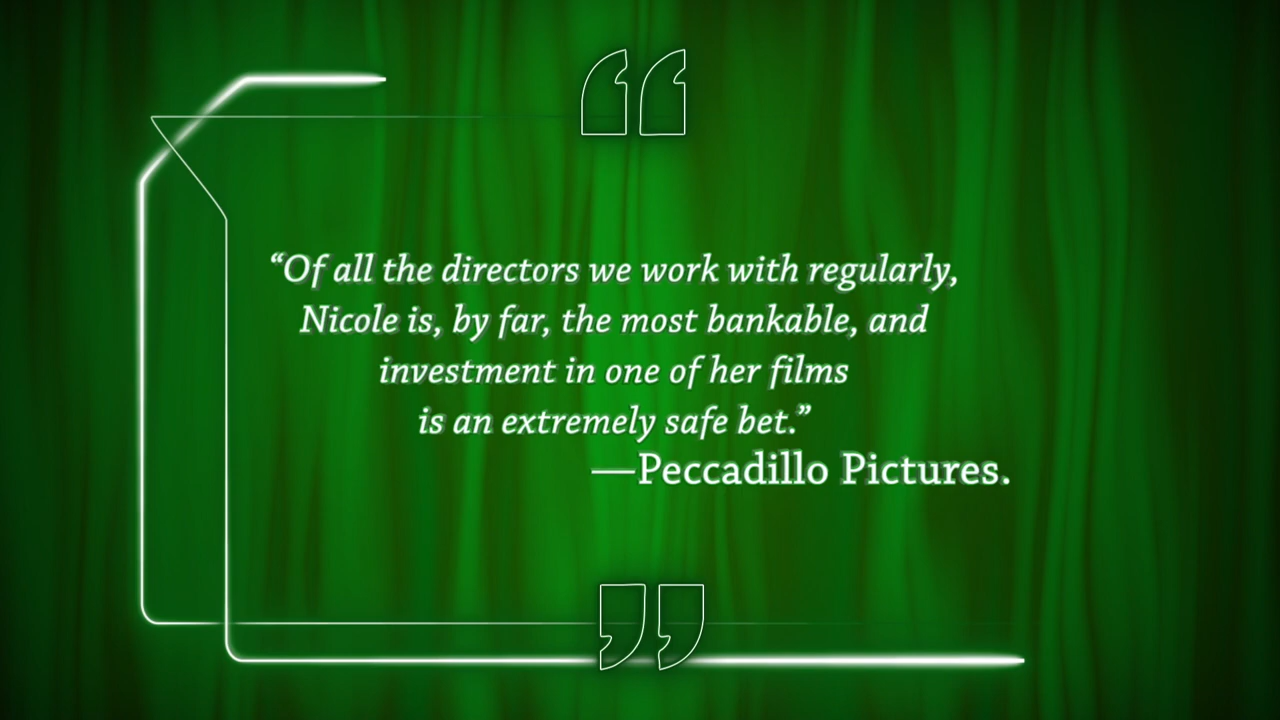 “Of all the directors we work with regularly,
Nicole is, by far, the most bankable, and
investment in one of her films
is an extremely safe bet.”
—Peccadillo Pictures.